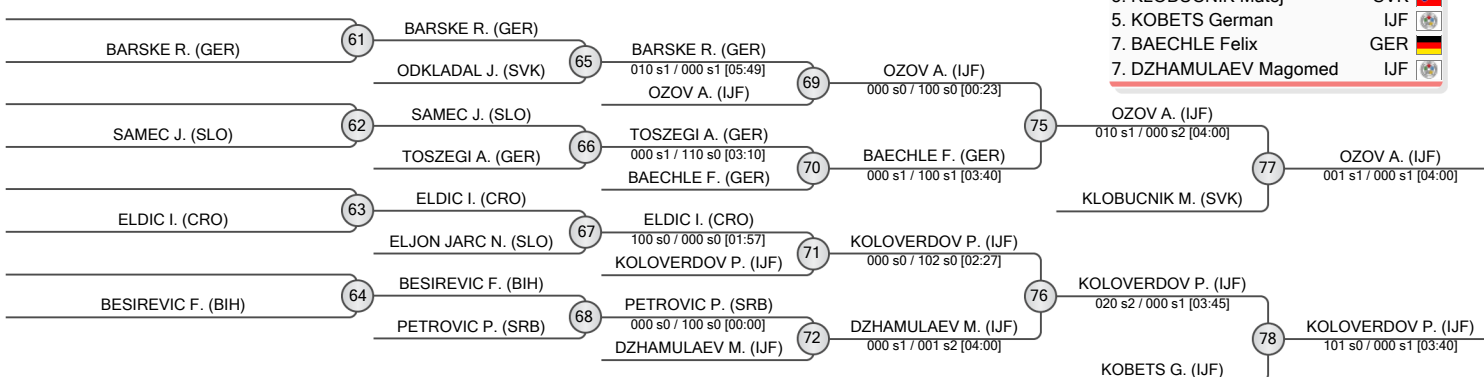 5. KLOBUCNIK Matej SVK
5. KOBETS German IJF
7. BAECHLE Felix GER
7. DZHAMULAEV Magomed IJF
BARSKE R. (GER)
61
BARSKE R. (GER)
ODKLADAL J. (SVK)
65
BARSKE R. (GER)
010 s1 / 000 s1 [05:49]
OZOV A. (IJF)
69
OZOV A. (IJF)
000 s0 / 100 s0 [00:23]
SAMEC J. (SLO)
62
SAMEC J. (SLO)
TOSZEGI A. (GER)
66
TOSZEGI A. (GER)
000 s1 / 110 s0 [03:10]
BAECHLE F. (GER)
70
BAECHLE F. (GER)
000 s1 / 100 s1 [03:40]
75
OZOV A. (IJF)
010 s1 / 000 s2 [04:00]
KLOBUCNIK M. (SVK)
77
OZOV A. (IJF)
001 s1 / 000 s1 [04:00]
ELDIC I. (CRO)
63
ELDIC I. (CRO)
ELJON JARC N. (SLO)
67
ELDIC I. (CRO)
100 s0 / 000 s0 [01:57]
KOLOVERDOV P. (IJF)
71
KOLOVERDOV P. (IJF)
000 s0 / 102 s0 [02:27]
BESIREVIC F. (BIH)
64
BESIREVIC F. (BIH)
PETROVIC P. (SRB)
68
PETROVIC P. (SRB)
000 s0 / 100 s0 [00:00]
DZHAMULAEV M. (IJF)
72
DZHAMULAEV M. (IJF)
000 s1 / 001 s2 [04:00]
76
KOLOVERDOV P. (IJF)
020 s2 / 000 s1 [03:45]
KOBETS G. (IJF)
78
KOLOVERDOV P. (IJF)
101 s0 / 000 s1 [03:40]